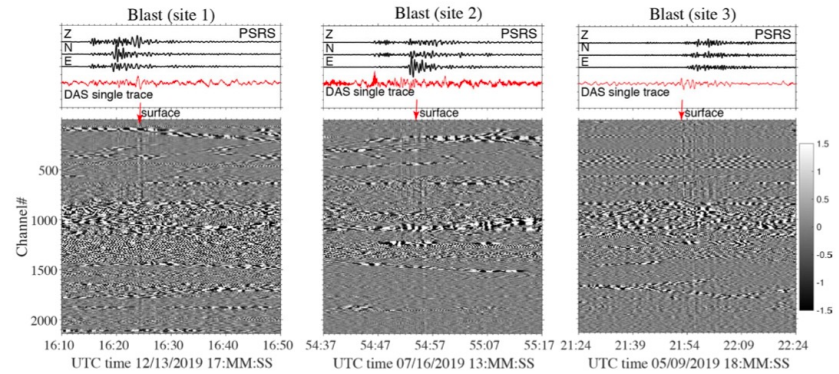 Blast (site 1)
Z
N
E
PSRS
DAS single trace
surface
Channel#
500
1000
1500
2000
16:10 16:20 16:30 16:40 16:50
UTC time 12/13/2019 17:MM:SS
Blast (site 2)
Z
N
E
PSRS
DAS single trace
surface
54:37 54:47 54:57 55:07 55:17
UTC time 07/16/2019 13:MM:SS
Blast (site 3)
Z
N
E
PSRS
DAS single trace
surface
21:24 21:39 21:54 22:09 22:24
UTC time 05/09/2019 18:MM:SS
1.5
1
0.5
0
-0.5
-1
-1.5